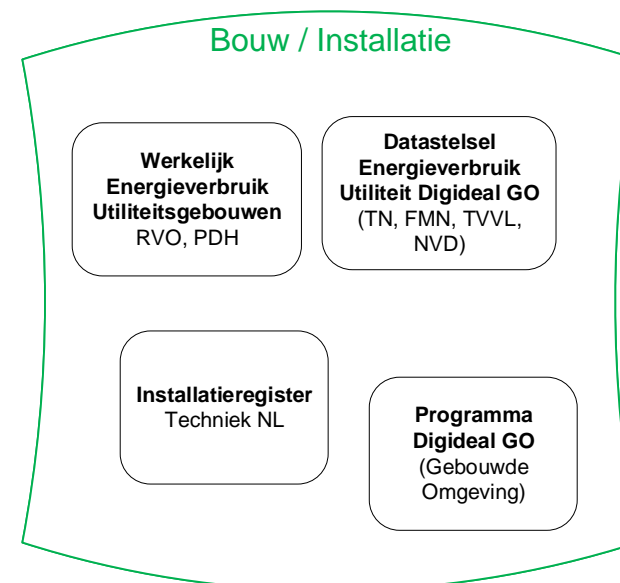 Bouw / Installatie
Werkelijk
Energieverbruik
Utiliteitsgebouwen
RVO, PDH
Datastelsel
Energieverbruik
Utiliteit Digideal GO
(TN, FMN, TVVL,
NVD)
Installatieregister
Techniek NL
Programma
Digideal GO
(Gebouwde
Omgeving)